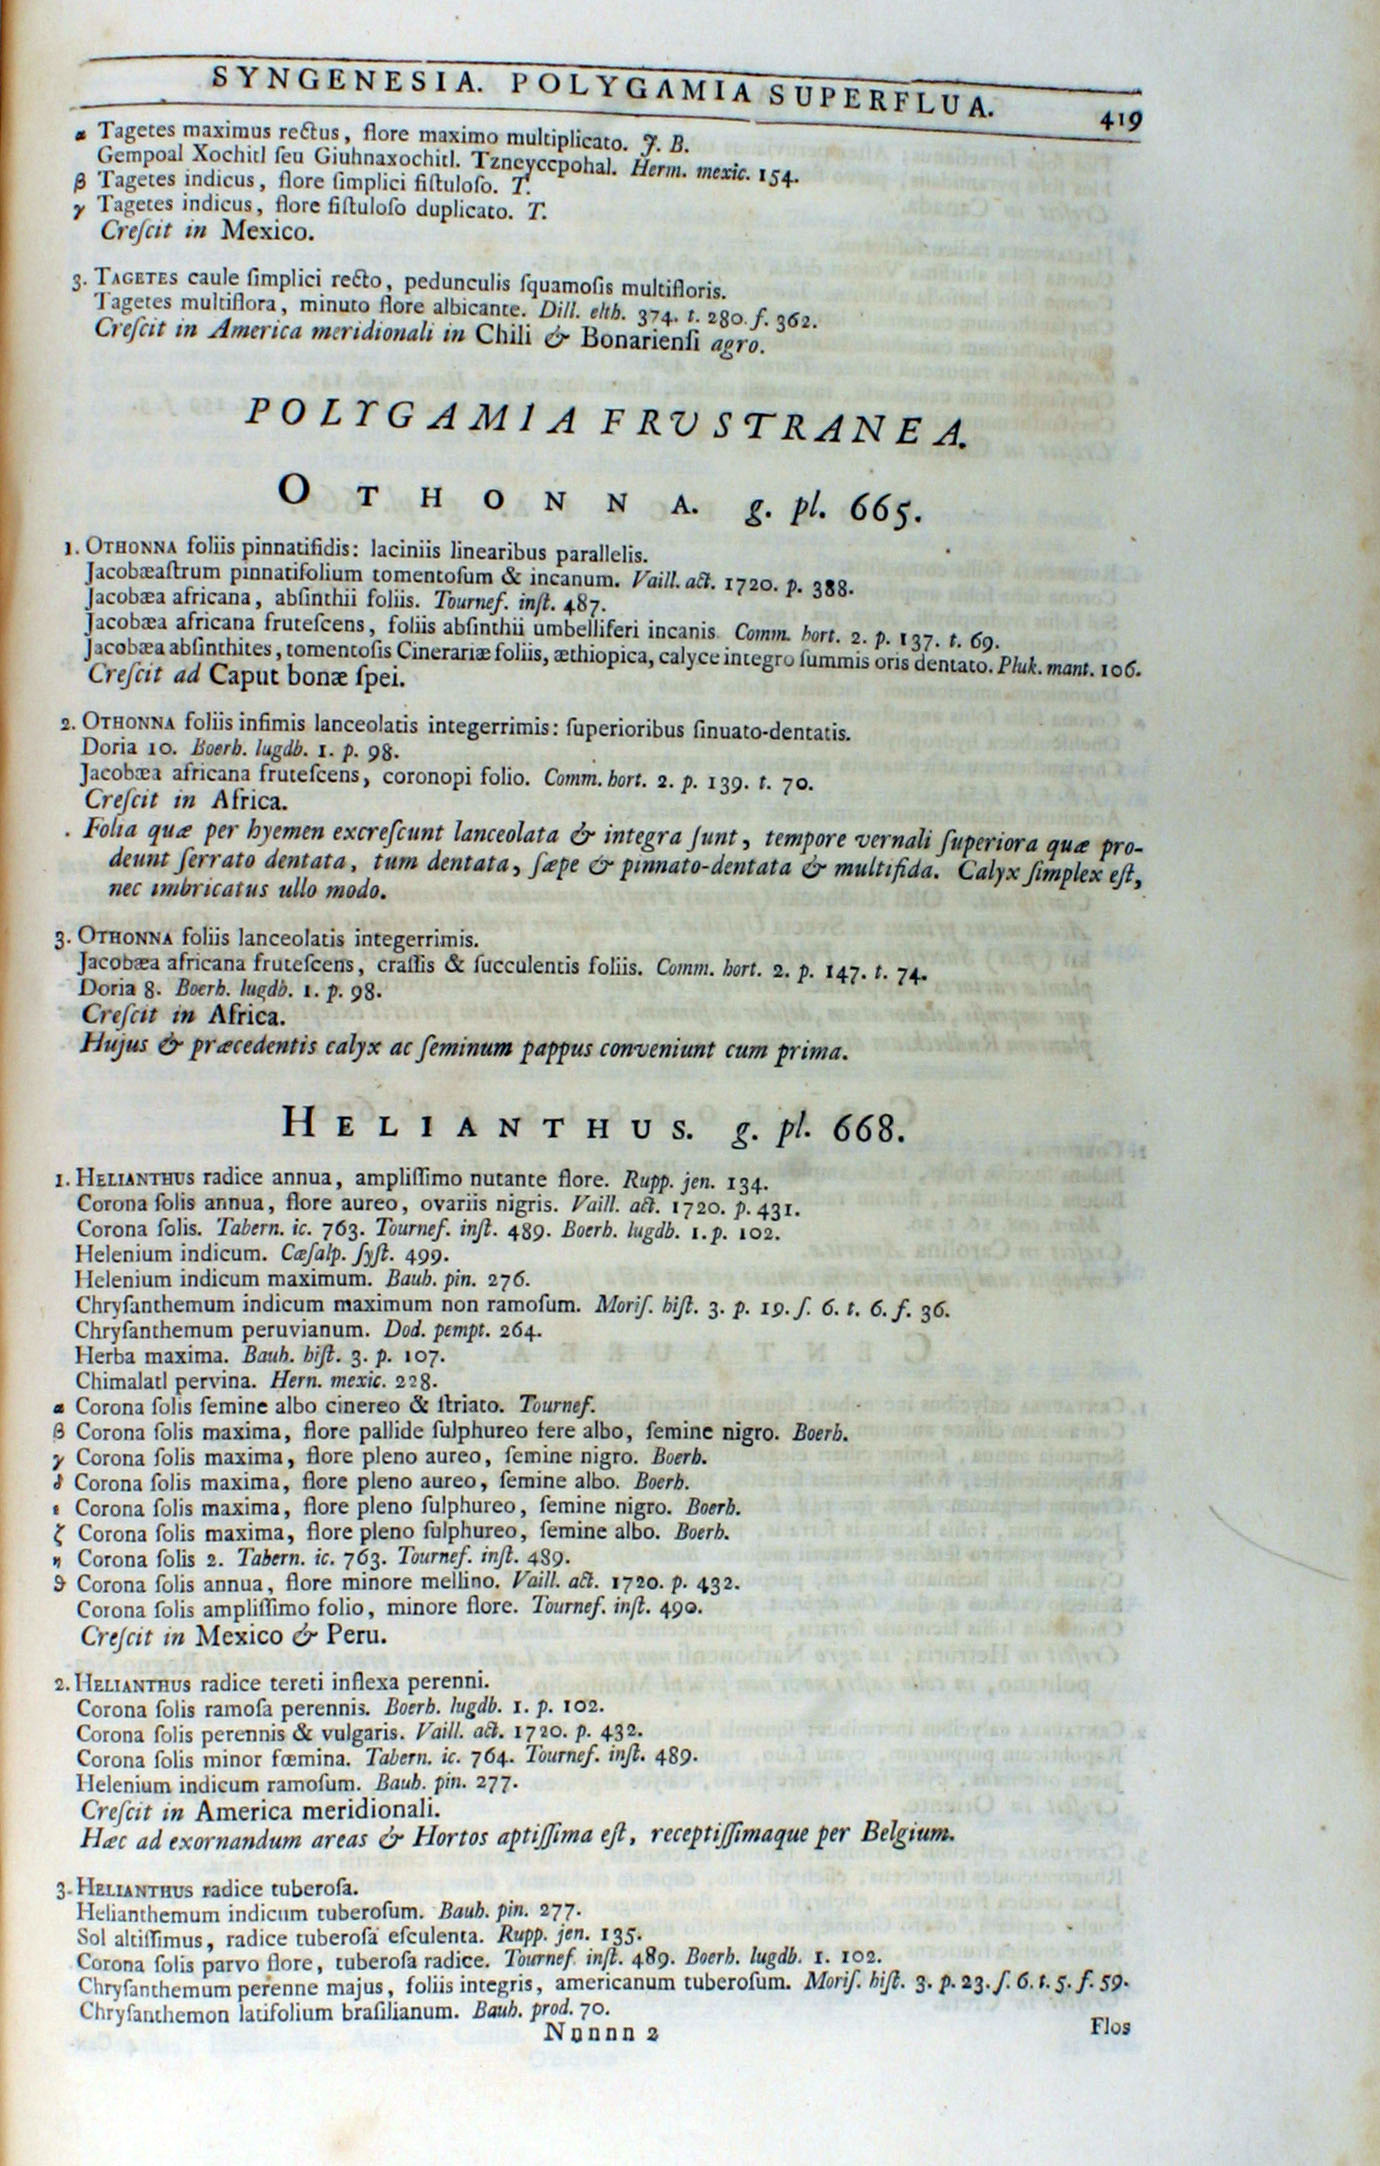 SYNGENESIA. POLYGAMIA SUPERFLUA. 419
α Tagetes maximus rectus, flore maximo multiplicato. J. B.
Gempoal Xochitl ſeu Giuhnaxochitl. Tzneyccpohal. Herm. mexic. 154.
β Tagetes indicus, flore ſimplici fiſtuloſo. T.
γ Tagetes indicus, flore fiſtuloſo duplicato. T.
Creſcit in Mexico.
3. TAGETES caule ſimplici recto, pedunculis ſquamoſis multifloris.
Tagetes multiflora, minuto flore albicante. Dill. elth. 374. t. 280. f. 362.
Creſcit in America meridionali in Chili & Bonarienſi agro.
POLYGAMIA FRUSTRANEA.
OTHONNA. g. pl. 665.
1. OTHONNA foliis pinnatifidis: laciniis linearibus parallelis.
Jacobæaſtrum pinnatifolium tomentoſum & incanum. Vaill. act. 1720. p. 388.
Jacobæa africana, abſinthii foliis. Tournef. inſt. 487.
Jacobæa africana fruteſcens, foliis abſinthii umbelliferi incanis. Comm. hort. 2. p. 137. t. 69.
Jacobæa abſinthites, tomentoſis Cinerariæ foliis, æthiopica, calyce integro ſummis oris dentato. Pluk. mant. 106.
Creſcit ad Caput bonæ ſpei.
2. OTHONNA foliis infimis lanceolatis integerrimis: ſuperioribus ſinuato-dentatis.
Doria 10. Boerh. lugdb. 1. p. 98.
Jacobæa africana fruteſcens, coronopi folio. Comm. hort. 2. p. 139. t. 70.
Creſcit in Africa.
. Folia quæ per hyemen excreſcunt lanceolata & integra ſunt, tempore vernali ſuperiora quæ pro-
deunt ſerrato dentata, tum dentata, ſæpe & pinnato-dentata & multifida. Calyx ſimplex eſt,
nec imbricatus ullo modo.
3. OTHONNA foliis lanceolatis integerrimis.
Jacobæa africana fruteſcens, craſſis & ſucculentis foliis. Comm. hort. 2. p. 147. t. 74.
Doria 8. Boerh. lugdb. 1. p. 98.
Creſcit in Africa.
Hujus & præcedentis calyx ac ſeminum pappus conveniunt cum prima.
HELIANTHUS. g. pl. 668.
1. HELIANTHUS radice annua, ampliſſimo nutante flore. Rupp. jen. 134.
Corona ſolis annua, flore aureo, ovariis nigris. Vaill. act. 1720. p. 431.
Corona ſolis. Tabern. ic. 763. Tournef. inſt. 489. Boerh. lugdb. 1. p. 102.
Helenium indicum. Cæſalp. ſyſt. 499.
Helenium indicum maximum. Bauh. pin. 276.
Chryſanthemum indicum maximum non ramoſum. Moriſ. hiſt. 3. p. 19. ſ. 6. t. 6. f. 36.
Chryſanthemum peruvianum. Dod. pempt. 264.
Herba maxima. Bauh. hiſt. 3. p. 107.
Chimalatl pervina. Hern. mexic. 228.
α Corona ſolis ſemine albo cinereo & ſtriato. Tournef.
β Corona ſolis maxima, flore pallide ſulphureo fere albo, ſemine nigro. Boerh.
γ Corona ſolis maxima, flore pleno aureo, ſemine nigro. Boerh.
δ Corona ſolis maxima, flore pleno aureo, ſemine albo. Boerh.
ε Corona ſolis maxima, flore pleno ſulphureo, ſemine nigro. Boerh.
ζ Corona ſolis maxima, flore pleno ſulphureo, ſemine albo. Boerh.
η Corona ſolis 2. Tabern. ic. 763. Tournef. inſt. 489.
ϑ Corona ſolis annua, flore minore mellino. Vaill. act. 1720. p. 432.
Corona ſolis ampliſſimo folio, minore flore. Tournef. inſt. 490.
Creſcit in Mexico & Peru.
2. HELIANTHUS radice tereti inflexa perenni.
Corona ſolis ramoſa perennis. Boerh. lugdb. 1. p. 102.
Corona ſolis perennis & vulgaris. Vaill. act. 1720. p. 432.
Corona ſolis minor fœmina. Tabern. ic. 764. Tournef. inſt. 489.
Helenium indicum ramoſum. Bauh. pin. 277.
Creſcit in America meridionali.
Hæc ad exornandum areas & Hortos aptiſſima eſt, receptiſſimaque per Belgium.
3. HELIANTHUS radice tuberoſa.
Helianthemum indicum tuberoſum. Bauh. pin. 277.
Sol altiſſimus, radice tuberoſa eſculenta. Rupp. jen. 135.
Corona ſolis parvo flore, tuberoſa radice. Tournef. inſt. 489. Boerh. lugdb. 1. 102.
Chryſanthemum perenne majus, foliis integris, americanum tuberoſum. Moriſ. hiſt. 3. p. 23. ſ. 6. t. 5. f. 59.
Chryſanthemon latifolium braſilianum. Bauh. prod. 70.
Nnnnn 2 Flos